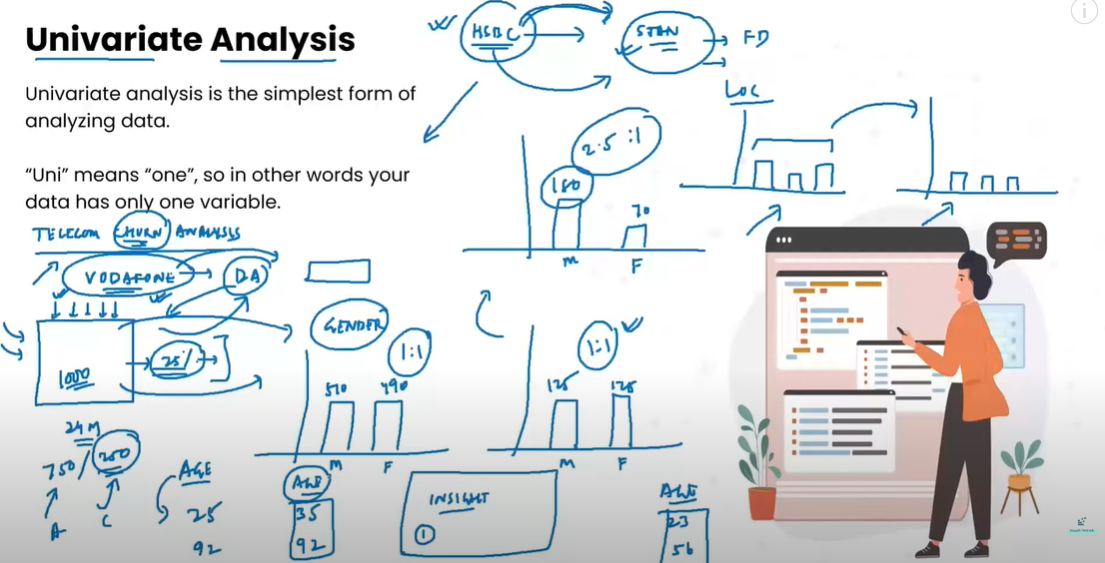 Univariate Analysis
Univariate analysis is the simplest form of
analyzing data.
“Uni” means “one”, so in other words your
data has only one variable.
HSBC
FD
LOC
2.5 :1
180
70
M F
TELECOM CHURN ANALYSIS
VODAFONE
DA
1000
25%
24M
750/250
A C
AGE
25
92
GENDER
1:1
510 490
M F
AGE
35
92
1:1
125 125
M F
INSIGHT
1
AGE
23
56
i